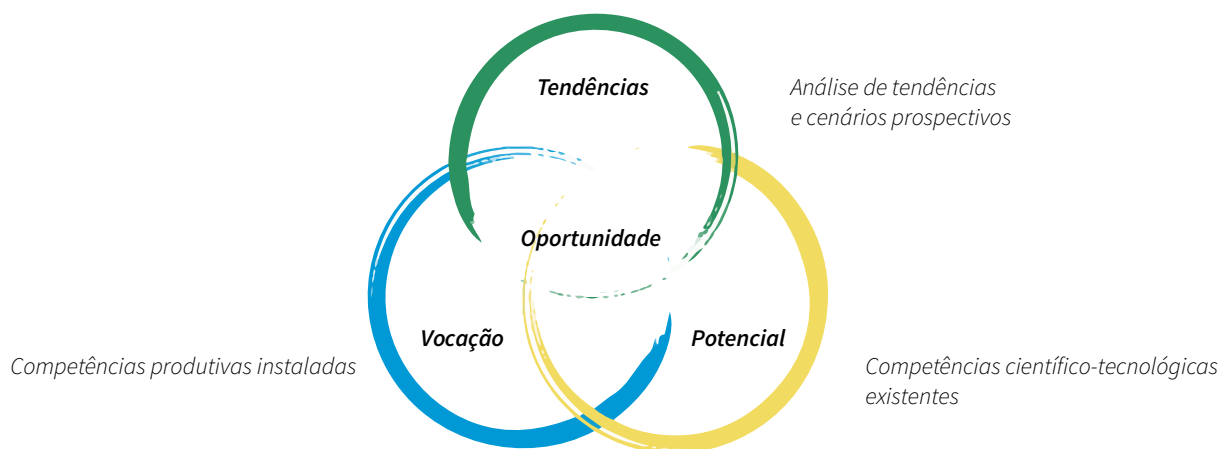 Tendências
Análise de tendências
e cenários prospectivos
Oportunidade
Vocação
Potencial
Competências produtivas instaladas
Competências científico-tecnológicas
existentes